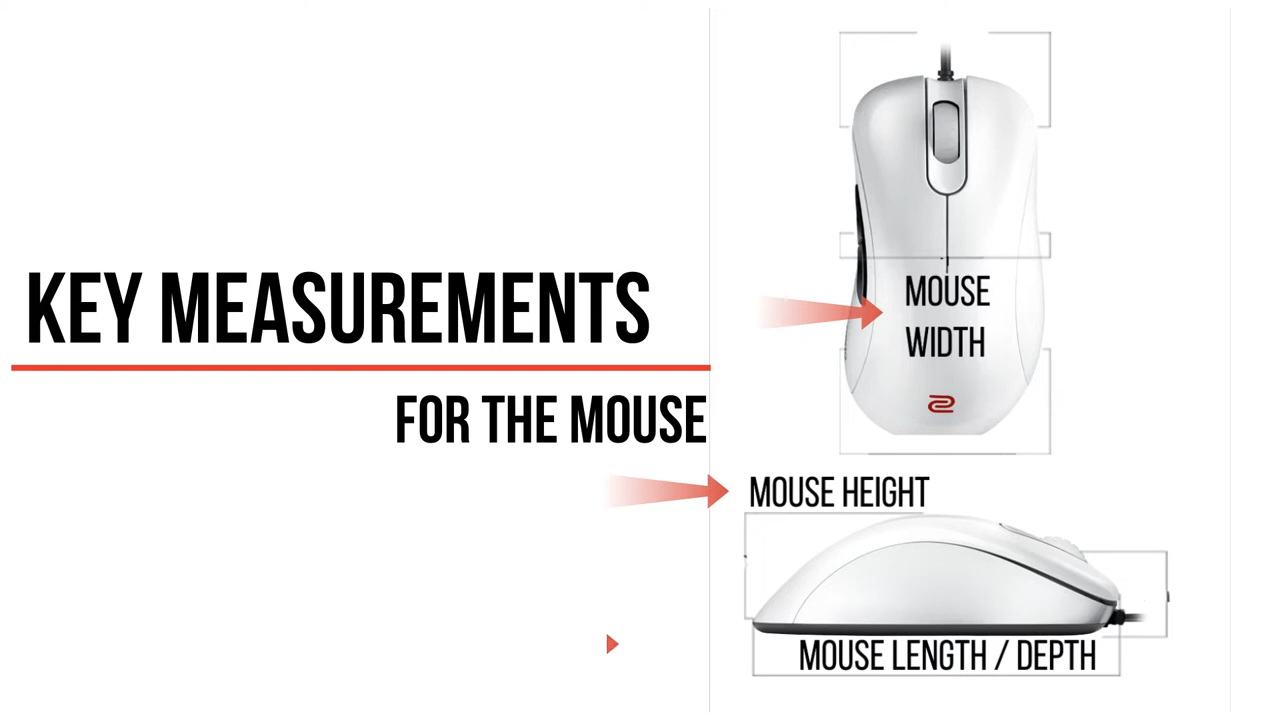 KEY MEASUREMENTS
FOR THE MOUSE
MOUSE
WIDTH
MOUSE HEIGHT
MOUSE LENGTH / DEPTH